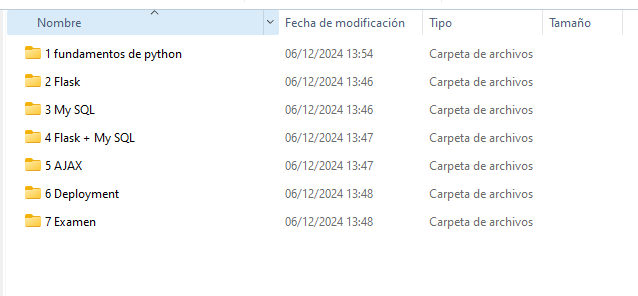 Nombre Fecha de modificación Tipo Tamaño
1 fundamentos de python 06/12/2024 13:54 Carpeta de archivos
2 Flask 06/12/2024 13:46 Carpeta de archivos
3 My SQL 06/12/2024 13:46 Carpeta de archivos
4 Flask + My SQL 06/12/2024 13:47 Carpeta de archivos
5 AJAX 06/12/2024 13:47 Carpeta de archivos
6 Deployment 06/12/2024 13:48 Carpeta de archivos
7 Examen 06/12/2024 13:48 Carpeta de archivos